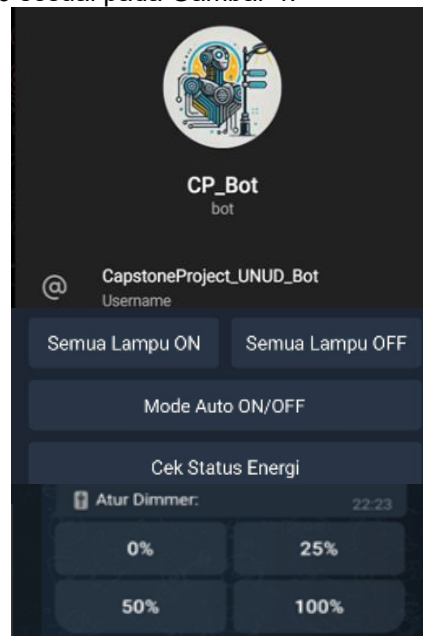 CP_Bot
bot
@ CapstoneProject_UNUD_Bot
Username
Semua Lampu ON Semua Lampu OFF
Mode Auto ON/OFF
Cek Status Energi
Atur Dimmer: 22:23
0% 25%
50% 100%